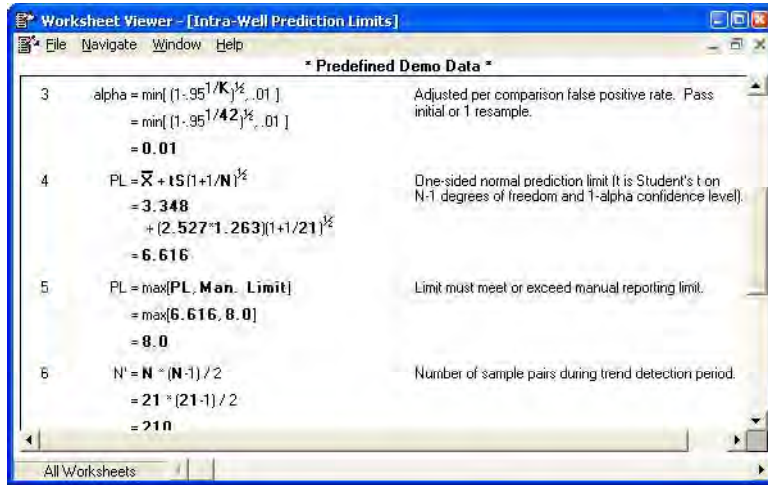 Worksheet Viewer - [Intra-Well Prediction Limits]
File Navigate Window Help
* Predefined Demo Data *
3 alpha = min[ (1-.95^1/K)^½, .01 ] Adjusted per comparison false positive rate. Pass
= min[ (1-.95^1/42)^½, .01 ] initial or 1 resample.
= 0.01
4 PL = X̄ + tS(1+1/N)^½ One-sided normal prediction limit (t is Student's t on
= 3.348 N-1 degrees of freedom and 1-alpha confidence level).
+ (2.527*1.263)(1+1/21)^½
= 6.616
5 PL = max[PL, Man. Limit] Limit must meet or exceed manual reporting limit.
= max[6.616, 8.0]
= 8.0
6 N' = N * (N-1) / 2 Number of sample pairs during trend detection period.
= 21 * (21-1) / 2
= 210
All Worksheets